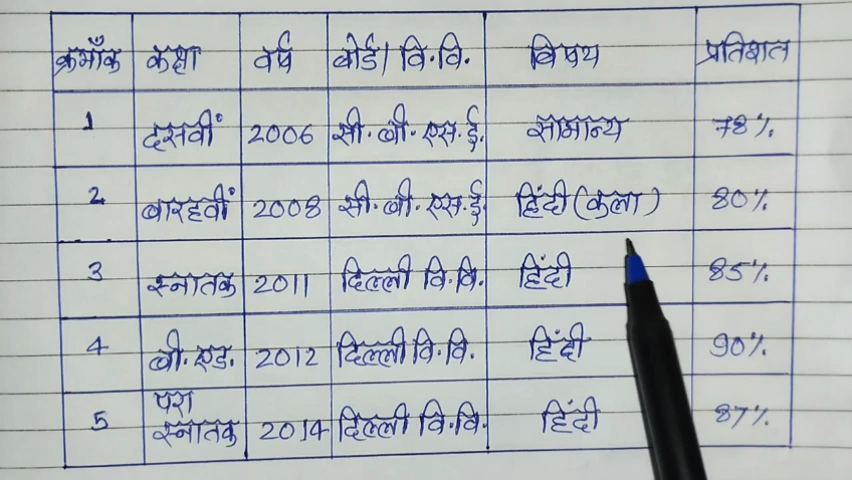 क्रमाँक कक्षा वर्ष बोर्ड/ वि.वि. विषय प्रतिशत
1 दसवीं 2006 सी.बी.एस.ई. सामान्य 78%
2 बारहवीं 2008 सी.बी.एस.ई. हिंदी (कला) 80%
3 स्नातक 2011 दिल्ली वि.वि. हिंदी 85%
4 बी.एड. 2012 दिल्ली वि.वि. हिंदी 90%
5 परा स्नातक 2014 दिल्ली वि.वि. हिंदी 87%